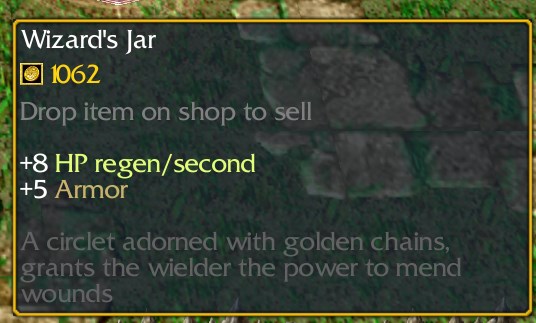 Wizard's Jar
1062
Drop item on shop to sell
+8 HP regen/second
+5 Armor
A circlet adorned with golden chains,
grants the wielder the power to mend
wounds